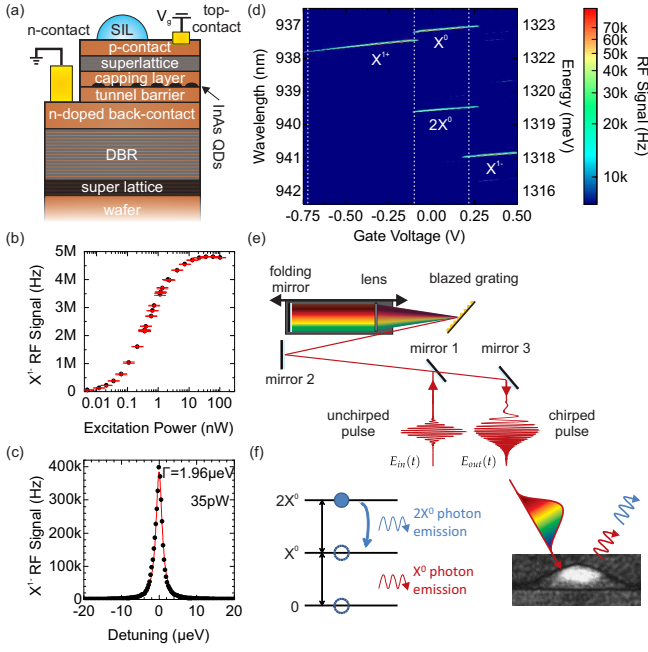 (a)
V_g
top-contact
n-contact
SIL
p-contact
superlattice
capping layer
tunnel barrier
n-doped back-contact
InAs QDs
DBR
super lattice
wafer
(b)
X¹⁻ RF Signal (Hz)
5M
4M
3M
2M
1M
0
0.01
0.1
1
10
100
Excitation Power (nW)
(c)
X¹⁻ RF Signal (Hz)
400k
300k
200k
100k
0
Γ=1.96µeV
35pW
-20
-10
0
10
20
Detuning (µeV)
(d)
Wavelength (nm)
937
938
939
940
941
942
X¹⁺
X⁰
2X⁰
X¹⁻
-0.75
-0.50
-0.25
0.00
0.25
0.50
Gate Voltage (V)
1323
1322
1320
1319
1318
1316
Energy (meV)
70k
60k
50k
40k
30k
20k
10k
RF Signal (Hz)
(e)
folding
mirror
lens
blazed grating
mirror 1
mirror 3
mirror 2
unchirped
pulse
chirped
pulse
E_in(t)
E_out(t)
(f)
2X⁰
X⁰
0
2X⁰ photon
emission
X⁰ photon
emission